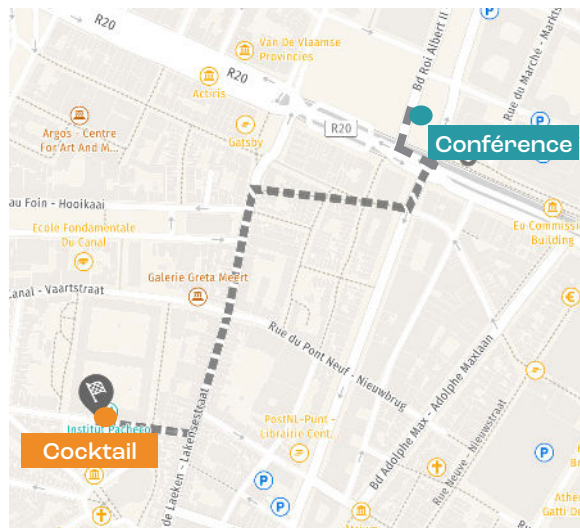 R20
Van De Vlaamse
Provincies
Bd Roi Albert II
P
Rue du Marché - Markts
R20
R20
Actiris
Gatsby
P
Argos - Centre
For Art And M...
Conférence
au Foin - Hooikaai
Ecole Fondamentale
Du Canal
Eu Commissi
Building
Galerie Greta Meert
Canal - Vaartstraat
€
Rue du Pont Neuf - Nieuwbrug
de Laeken - Lakensestraat
Bd Adolphe Max - Adolphe Maxlaan
Rue Neuve - Nieuwstraat
Institut Pacheco
Cocktail
PostNL-Punt -
Librairie Cent.
P
P
P
Athe
Gatti De